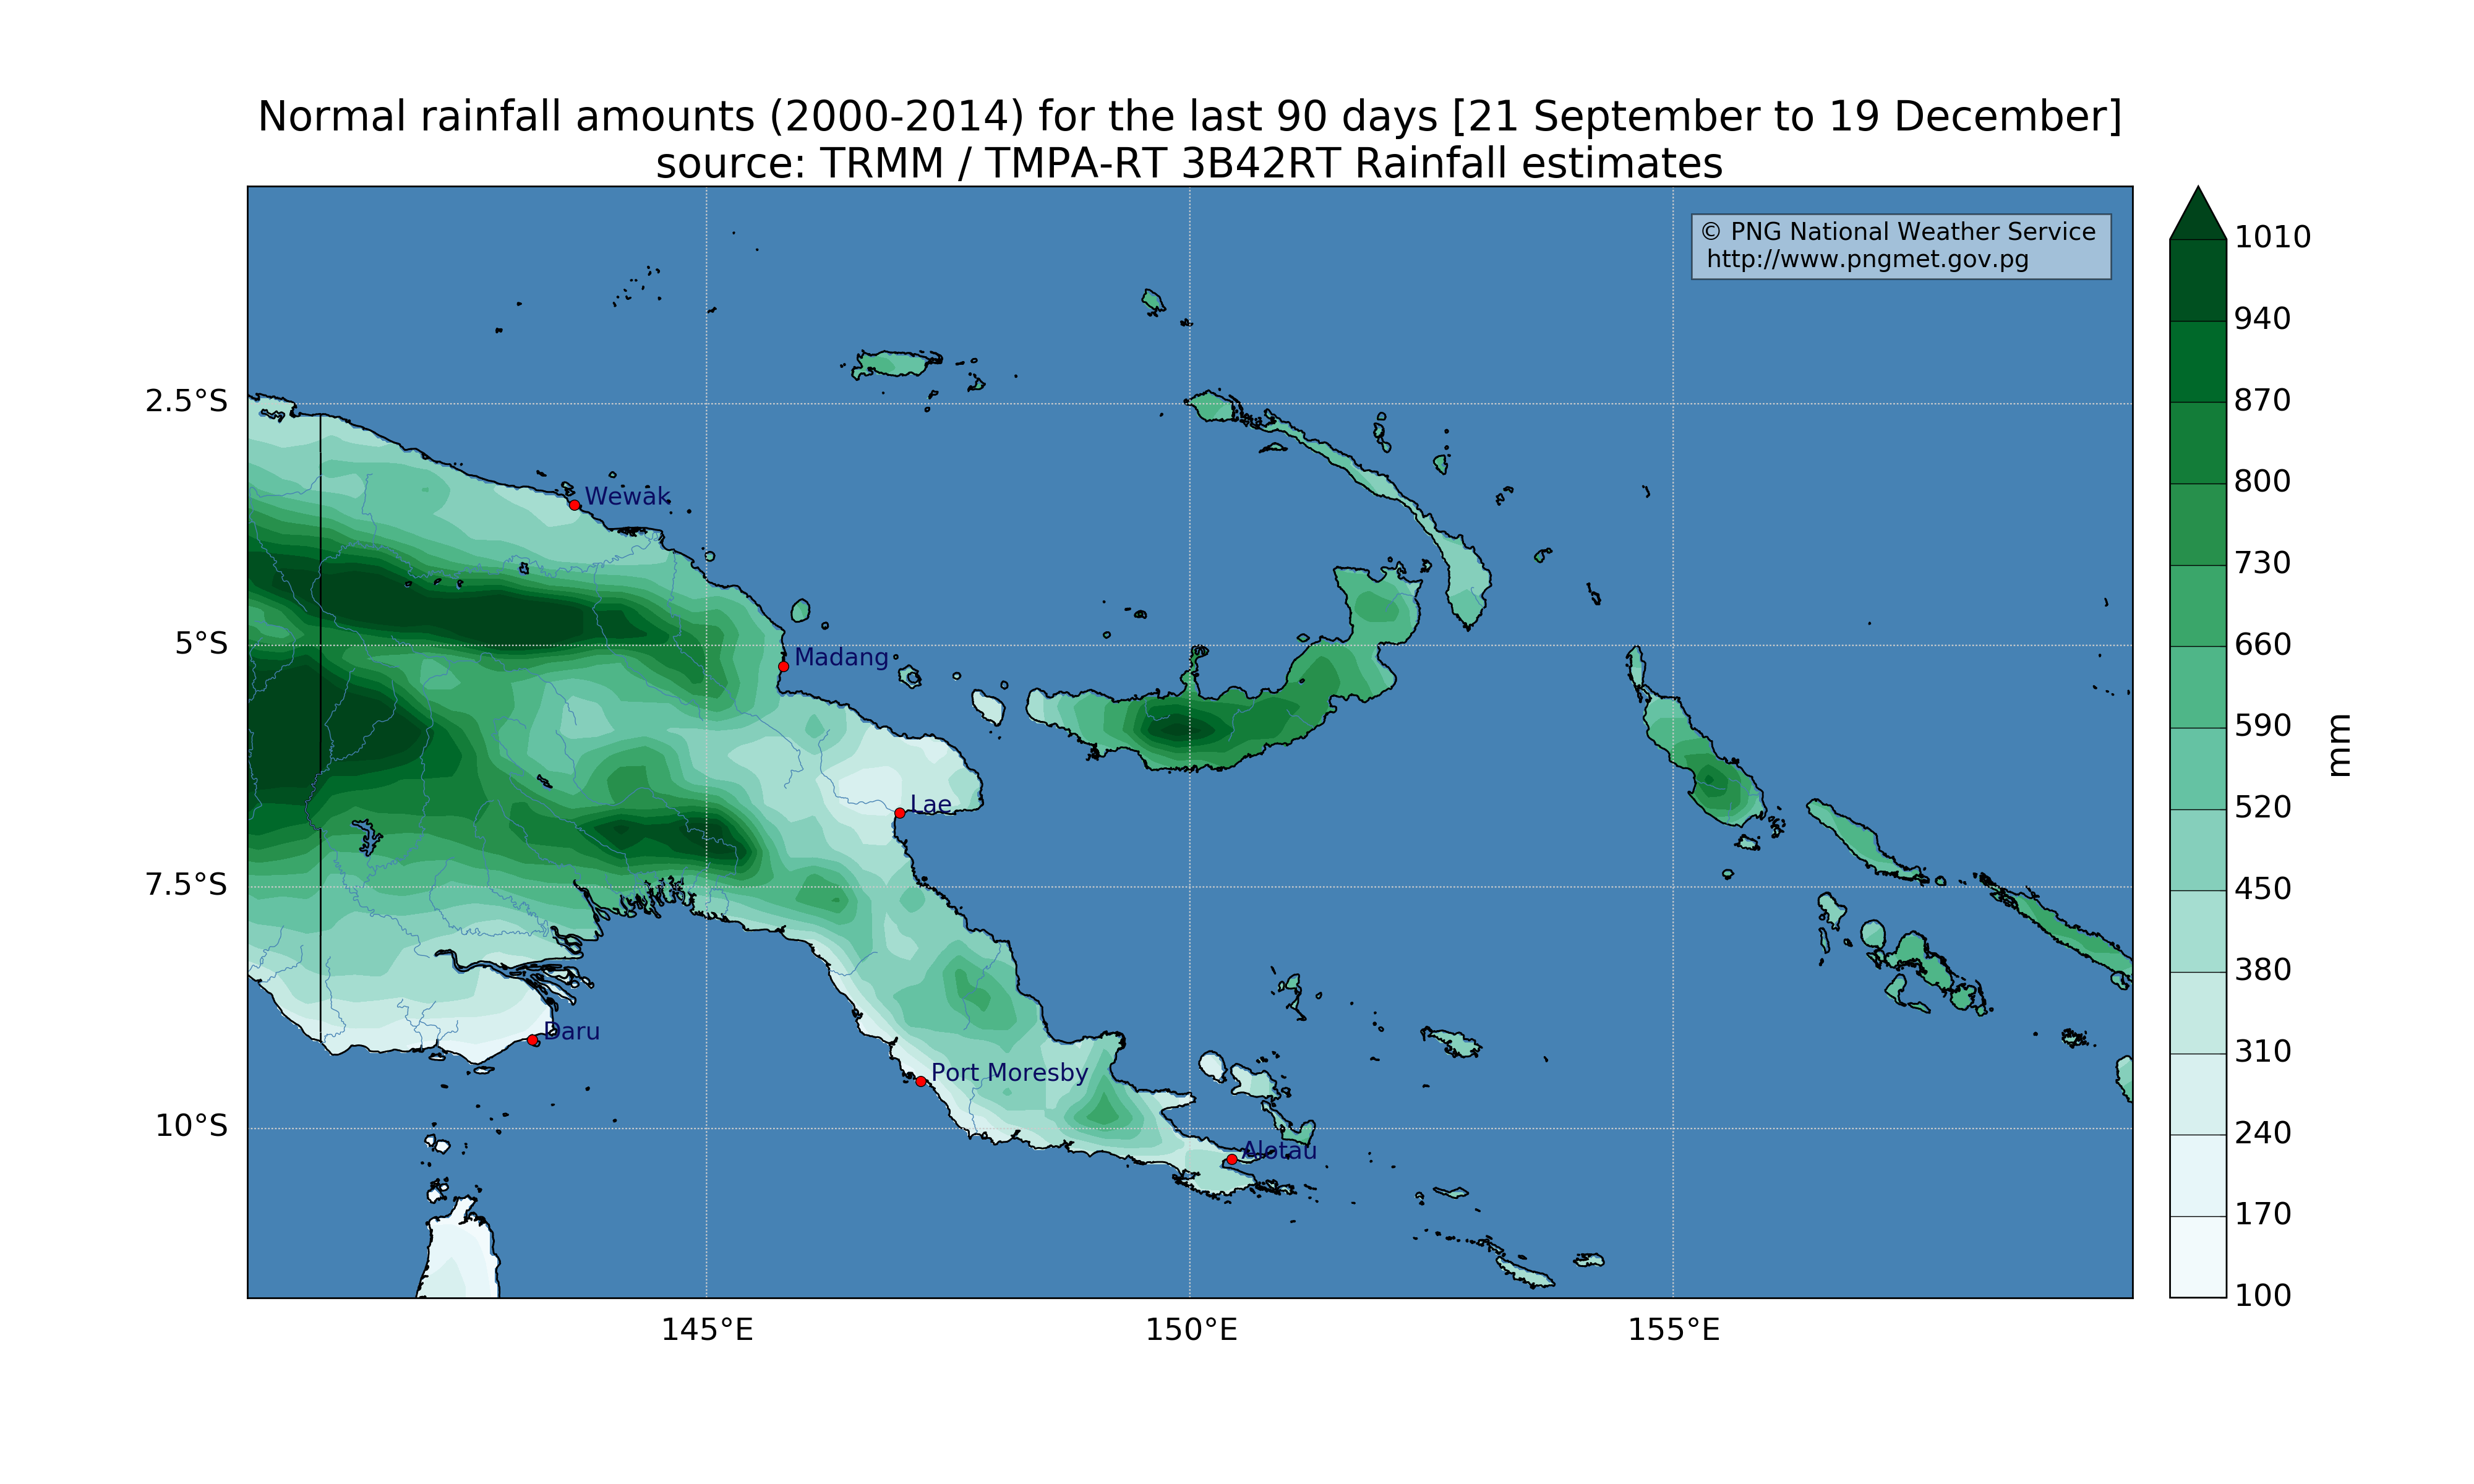 Normal rainfall amounts (2000-2014) for the last 90 days [21 September to 19 December]
source: TRMM / TMPA-RT 3B42RT Rainfall estimates
© PNG National Weather Service
http://www.pngmet.gov.pg
2.5°S
5°S
7.5°S
10°S
Wewak
Madang
Lae
Daru
Port Moresby
Alotau
145°E
150°E
155°E
1010
940
870
800
730
660
590
520
450
380
310
240
170
100
mm